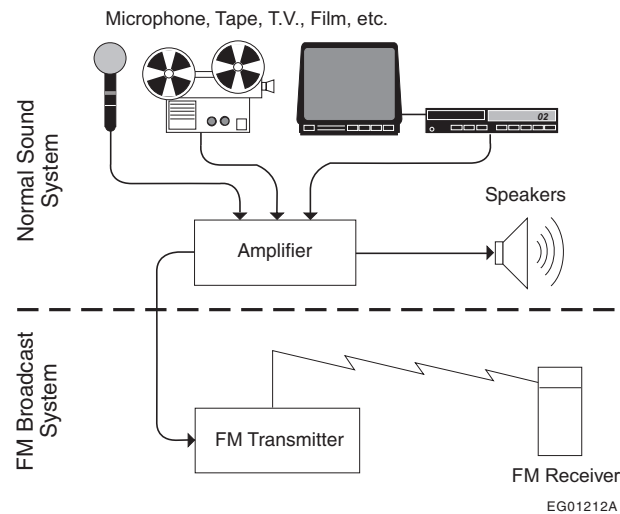 Microphone, Tape, T.V., Film, etc.
Normal Sound
System
02
Speakers
Amplifier
FM Broadcast
System
FM Transmitter
FM Receiver
EG01212A